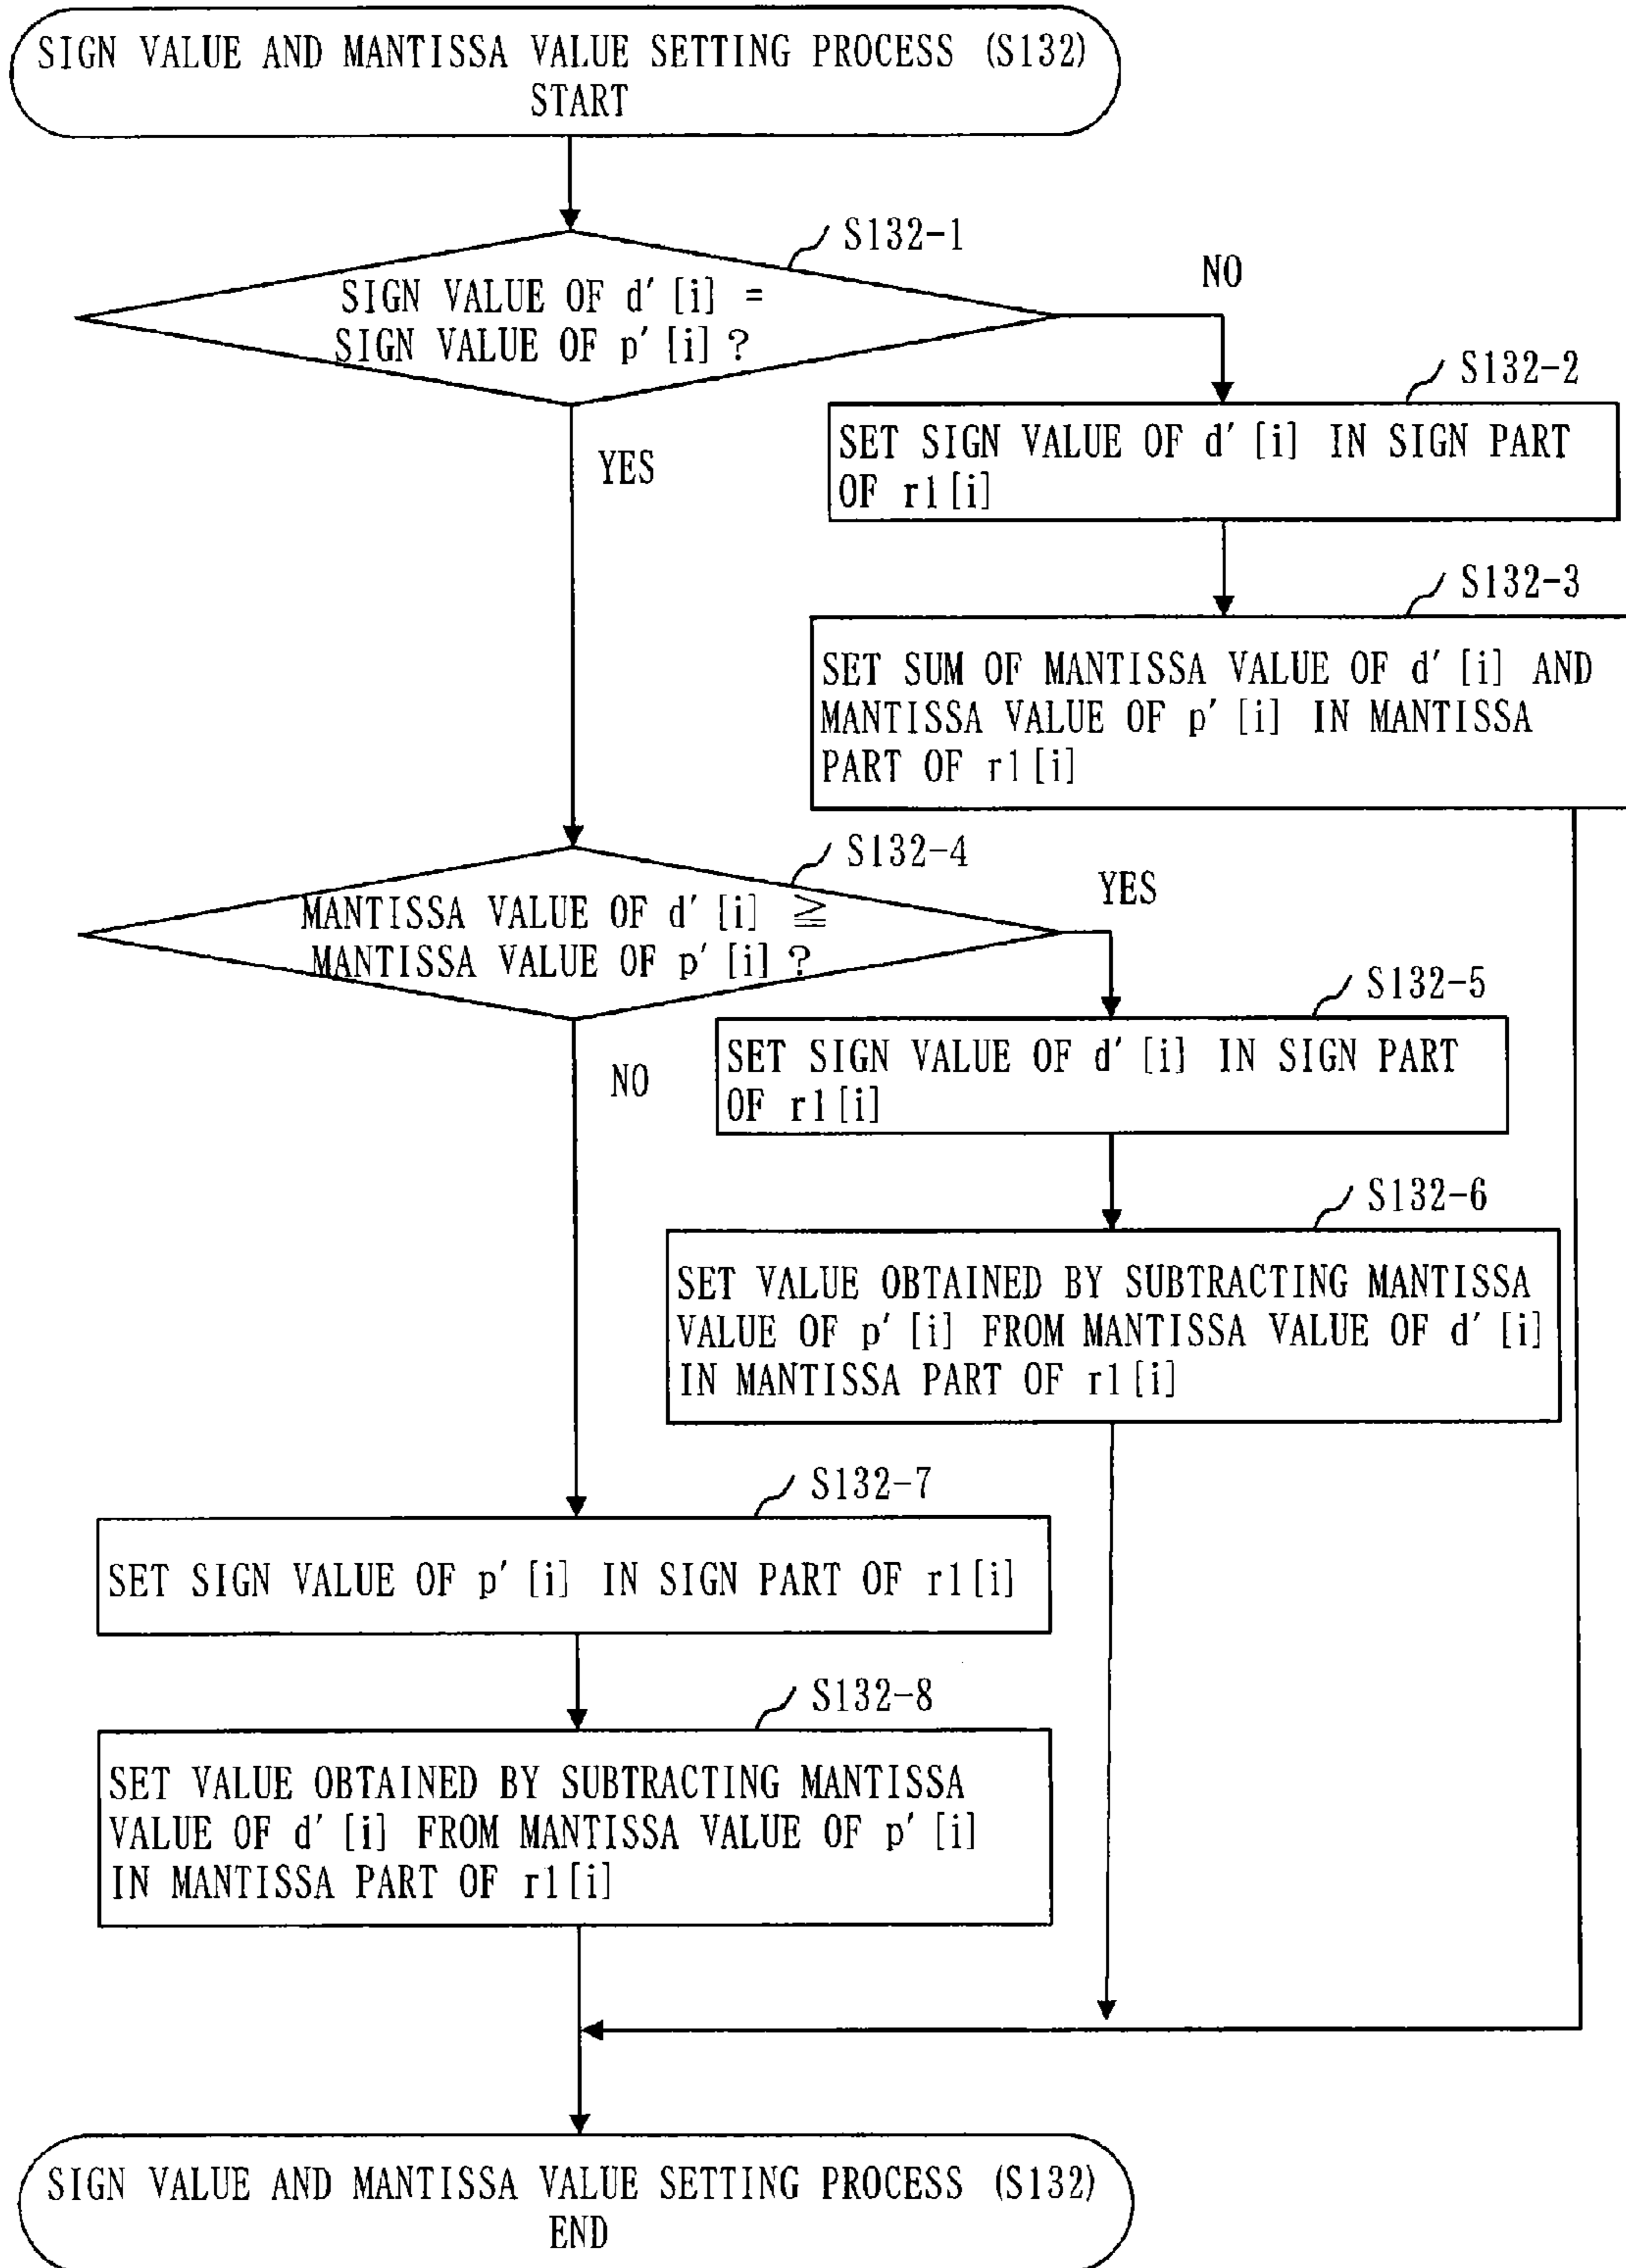 SIGN VALUE AND MANTISSA VALUE SETTING PROCESS (S132)
START
S132-1
SIGN VALUE OF d'[i] =
SIGN VALUE OF p'[i]?
NO
YES
S132-2
SET SIGN VALUE OF d'[i] IN SIGN PART
OF r1[i]
S132-3
SET SUM OF MANTISSA VALUE OF d'[i] AND
MANTISSA VALUE OF p'[i] IN MANTISSA
PART OF r1[i]
S132-4
MANTISSA VALUE OF d'[i] ≧
MANTISSA VALUE OF p'[i]?
YES
NO
S132-5
SET SIGN VALUE OF d'[i] IN SIGN PART
OF r1[i]
S132-6
SET VALUE OBTAINED BY SUBTRACTING MANTISSA
VALUE OF p'[i] FROM MANTISSA VALUE OF d'[i]
IN MANTISSA PART OF r1[i]
S132-7
SET SIGN VALUE OF p'[i] IN SIGN PART OF r1[i]
S132-8
SET VALUE OBTAINED BY SUBTRACTING MANTISSA
VALUE OF d'[i] FROM MANTISSA VALUE OF p'[i]
IN MANTISSA PART OF r1[i]
SIGN VALUE AND MANTISSA VALUE SETTING PROCESS (S132)
END